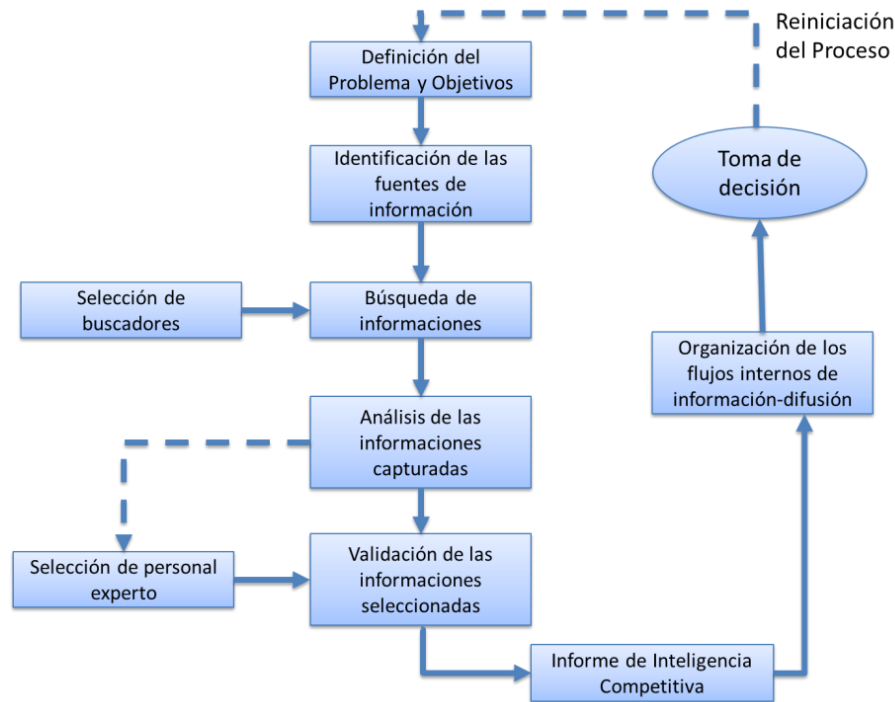 Reiniciación
del Proceso
Definición del
Problema y Objetivos
Identificación de las
fuentes de
información
Toma de
decisión
Selección de
buscadores
Búsqueda de
informaciones
Organización de los
flujos internos de
información-difusión
Análisis de las
informaciones
capturadas
Selección de personal
experto
Validación de las
informaciones
seleccionadas
Informe de Inteligencia
Competitiva